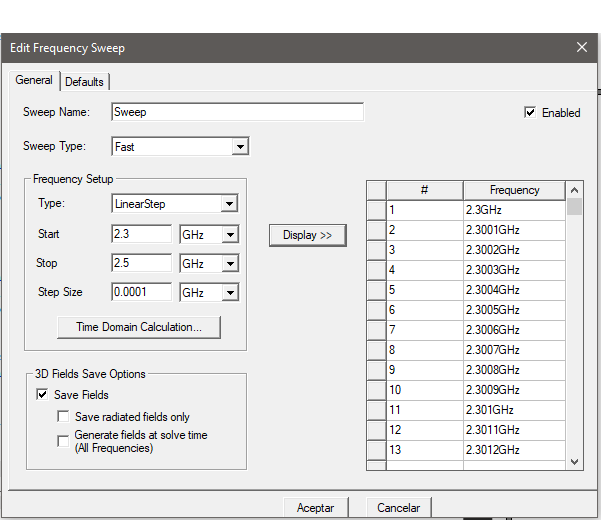 Edit Frequency Sweep
General
Defaults
Sweep Name:
Sweep
Enabled
Sweep Type:
Fast
Frequency Setup
Type:
LinearStep
Start
2.3
GHz
Stop
2.5
GHz
Step Size
0.0001
GHz
Time Domain Calculation...
3D Fields Save Options
Save Fields
Save radiated fields only
Generate fields at solve time
(All Frequencies)
Display >>
# Frequency
1 2.3GHz
2 2.3001GHz
3 2.3002GHz
4 2.3003GHz
5 2.3004GHz
6 2.3005GHz
7 2.3006GHz
8 2.3007GHz
9 2.3008GHz
10 2.3009GHz
11 2.301GHz
12 2.3011GHz
13 2.3012GHz
Aceptar
Cancelar